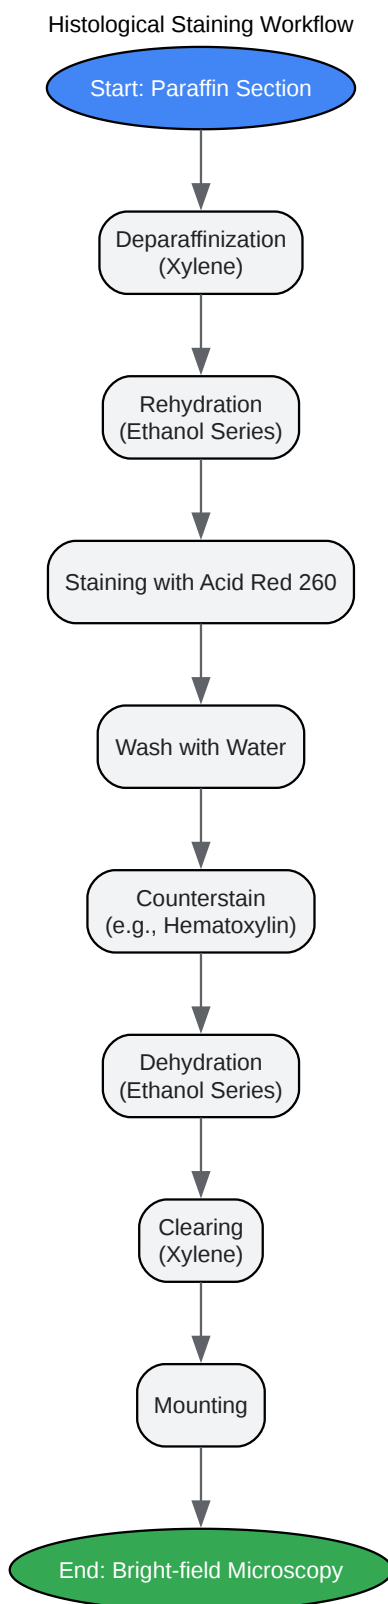 Histological Staining Workflow
Start: Paraffin Section
Deparaffinization
(Xylene)
Rehydration
(Ethanol Series)
Staining with Acid Red 260
Wash with Water
Counterstain
(e.g., Hematoxylin)
Dehydration
(Ethanol Series)
Clearing
(Xylene)
Mounting
End: Bright-field Microscopy